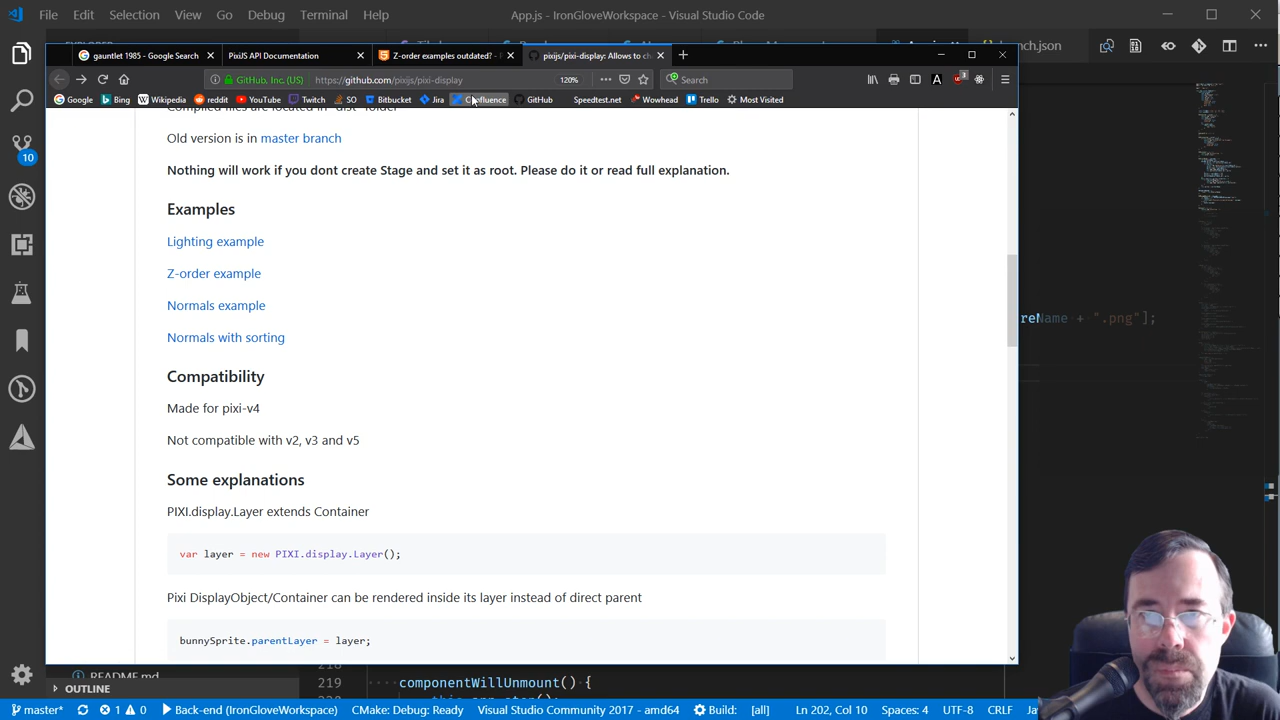 File Edit Selection View Go Debug Terminal Help App.js - IronGloveWorkspace - Visual Studio Code
gauntlet 1985 - Google Search PixiJS API Documentation Z-order examples outdated? - pixijs/pixi-display: Allows to ch
GitHub, Inc. (US) https://github.com/pixijs/pixi-display 120% Search
Google Bing Wikipedia reddit YouTube Twitch SO Bitbucket Jira Confluence GitHub Speedtest.net Wowhead Trello Most Visited
Old version is in master branch
Nothing will work if you dont create Stage and set it as root. Please do it or read full explanation.
Examples
Lighting example
Z-order example
Normals example
Normals with sorting
Compatibility
Made for pixi-v4
Not compatible with v2, v3 and v5
Some explanations
PIXI.display.Layer extends Container
var layer = new PIXI.display.Layer();
Pixi DisplayObject/Container can be rendered inside its layer instead of direct parent
bunnySprite.parentLayer = layer;
reName + ".png"];
10
3
README.md
OUTLINE
219 componentWillUnmount() {
master* 1 0 Back-end (IronGloveWorkspace) CMake: Debug: Ready Visual Studio Community 2017 - amd64 Build: [all] Ln 202, Col 10 Spaces: 4 UTF-8 CRLF